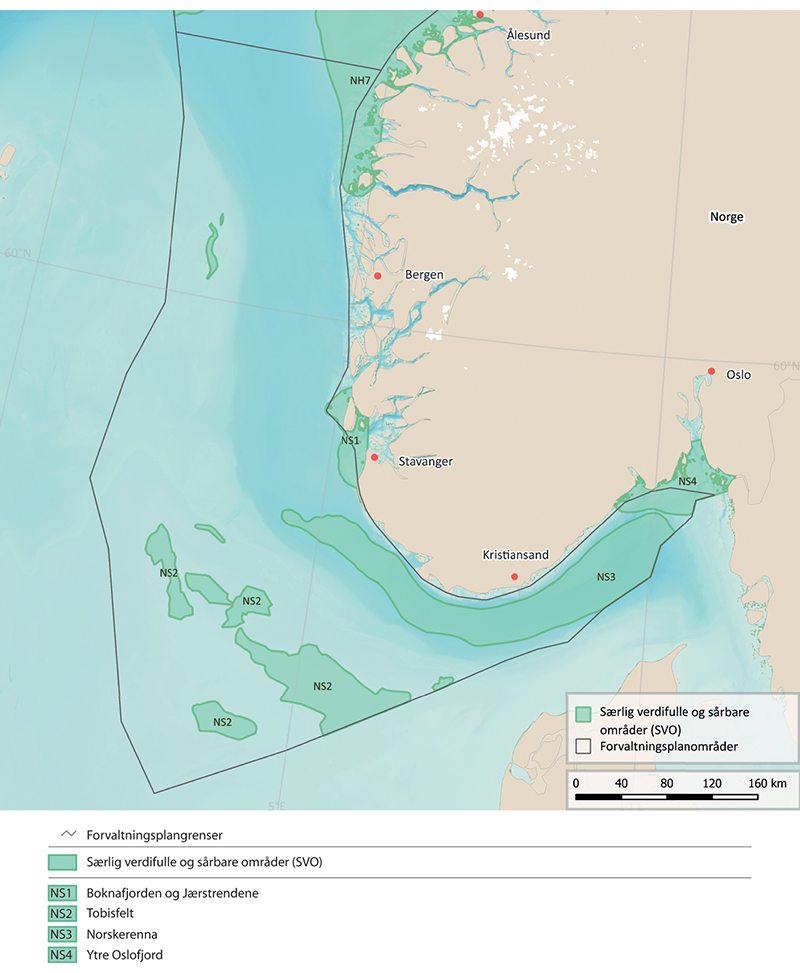 Ålesund
NH7
Norge
60°N
Bergen
60°N
Oslo
NS1
Stavanger
NS4
Kristiansand
NS3
NS2
NS2
NS2
NS2
Særlig verdifulle og sårbare
områder (SVO)
Forvaltningsplanområder
0 40 80 120 160 km
5°E
Forvaltningsplangrenser
Særlig verdifulle og sårbare områder (SVO)
NS1 Boknafjorden og Jærstrendene
NS2 Tobisfelt
NS3 Norskerenna
NS4 Ytre Oslofjord